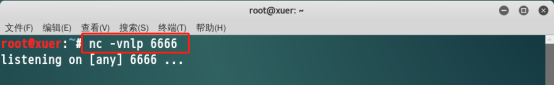 root@xuer: ~
文件(F) 编辑(E) 查看(V) 搜索(S) 终端(T) 帮助(H)
root@xuer:~# nc -vnlp 6666
listening on [any] 6666 ...